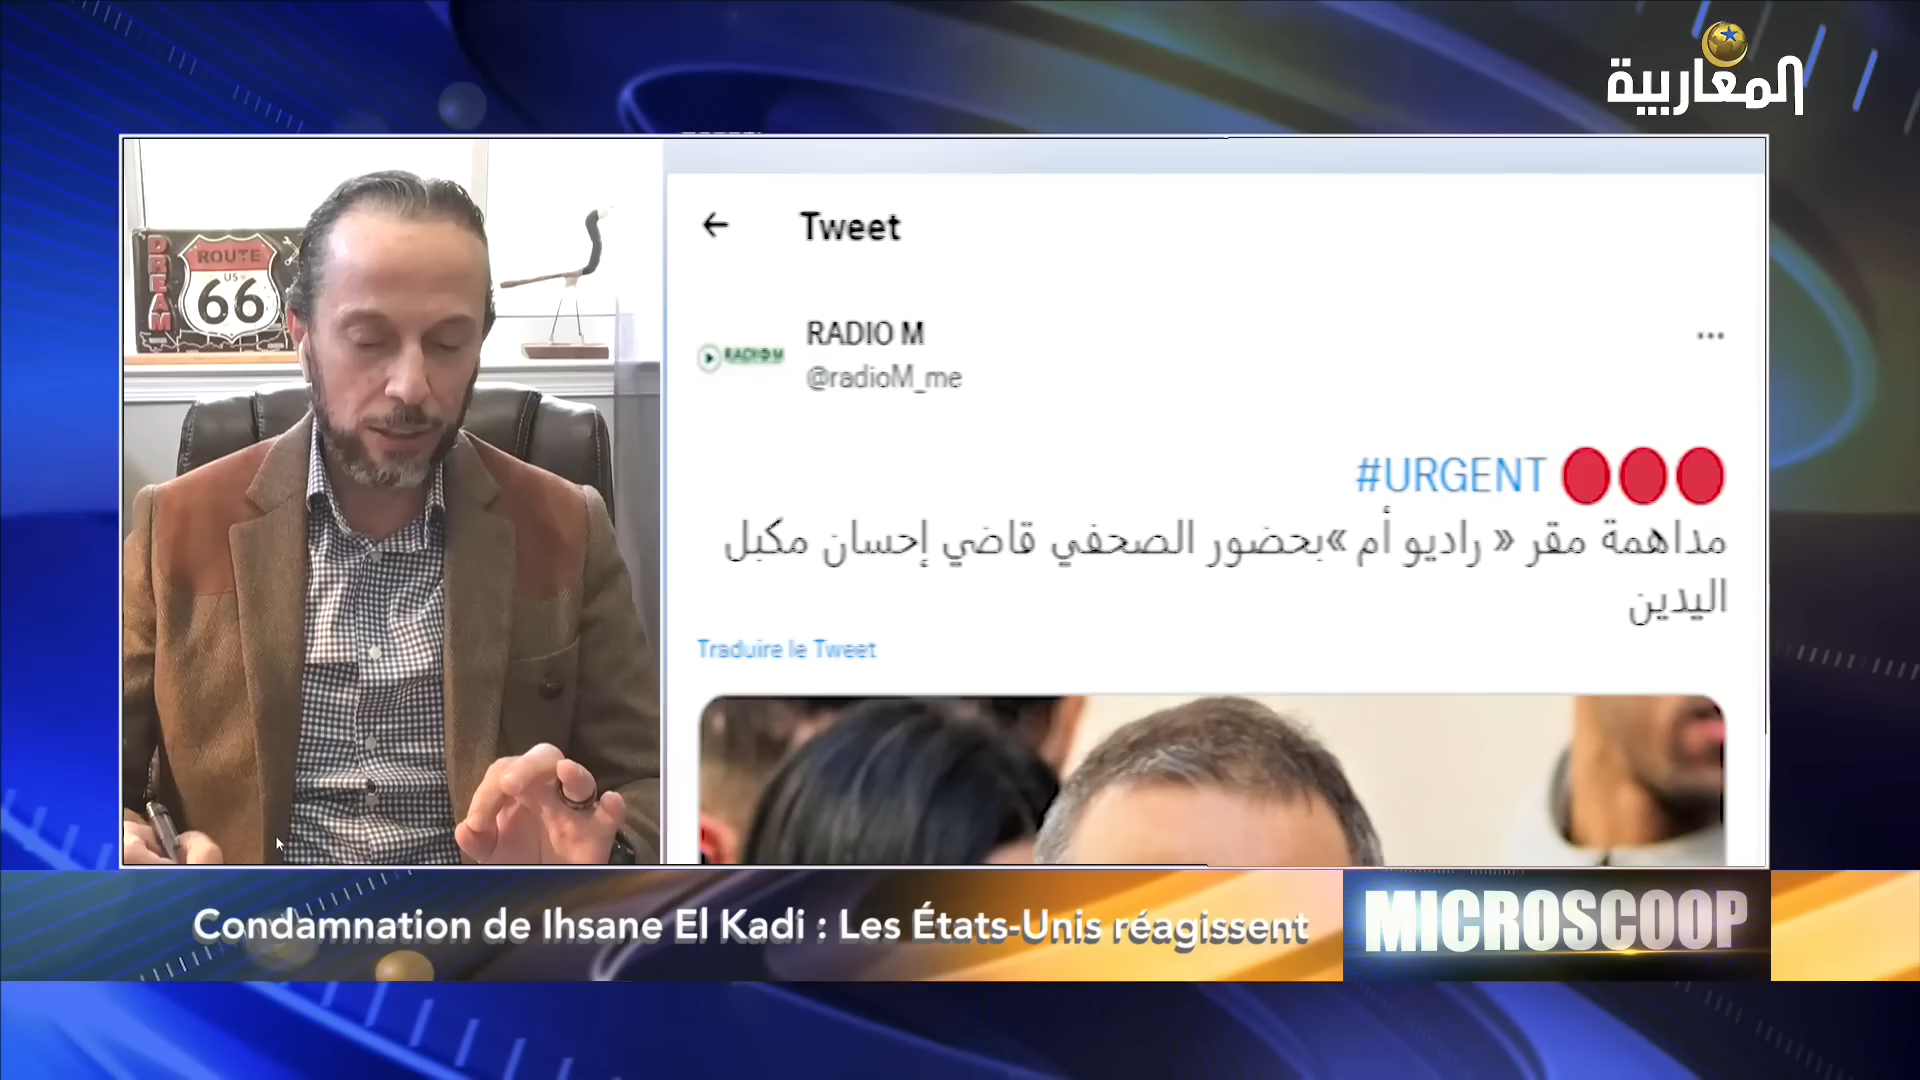 المغاربية
DREAM
ROUTE
US
66
Tweet
RADIO M
RADIO M
@radioM_me
#URGENT
مداهمة مقر « راديو أم »بحضور الصحفي قاضي إحسان مكبل
اليدين
Traduire le Tweet
Condamnation de Ihsane El Kadi : Les États-Unis réagissent
MICROSCOOP